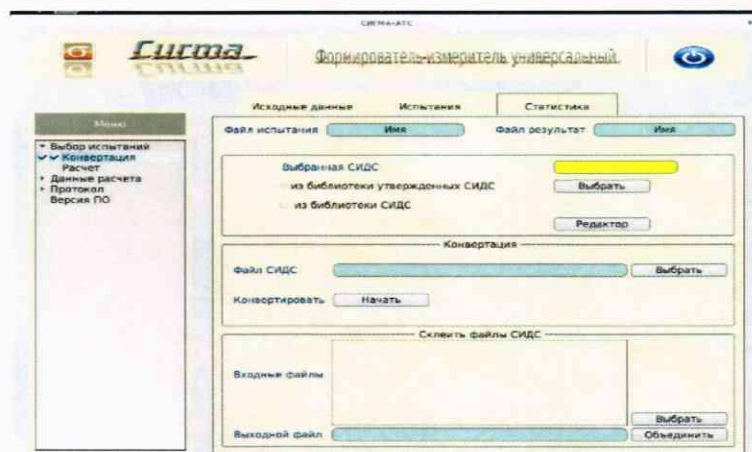 СИГМА-АТС
Сигма
Формирователь-измеритель универсальный
Исходные данные Испытания Статистика
Меню
Выбор испытаний
Конвертация
Расчет
Данные расчета
Протокол
Версия ПО
Файл испытания Имя Файл результат Имя
Выбранная СИДС
из библиотеки утвержденных СИДС Выбрать
из библиотеки СИДС
Редактор
Конвертация
Файл СИДС Выбрать
Конвертировать Начать
Склеить файлы СИДС
Входные файлы
Выбрать
Выходной файл Объединить